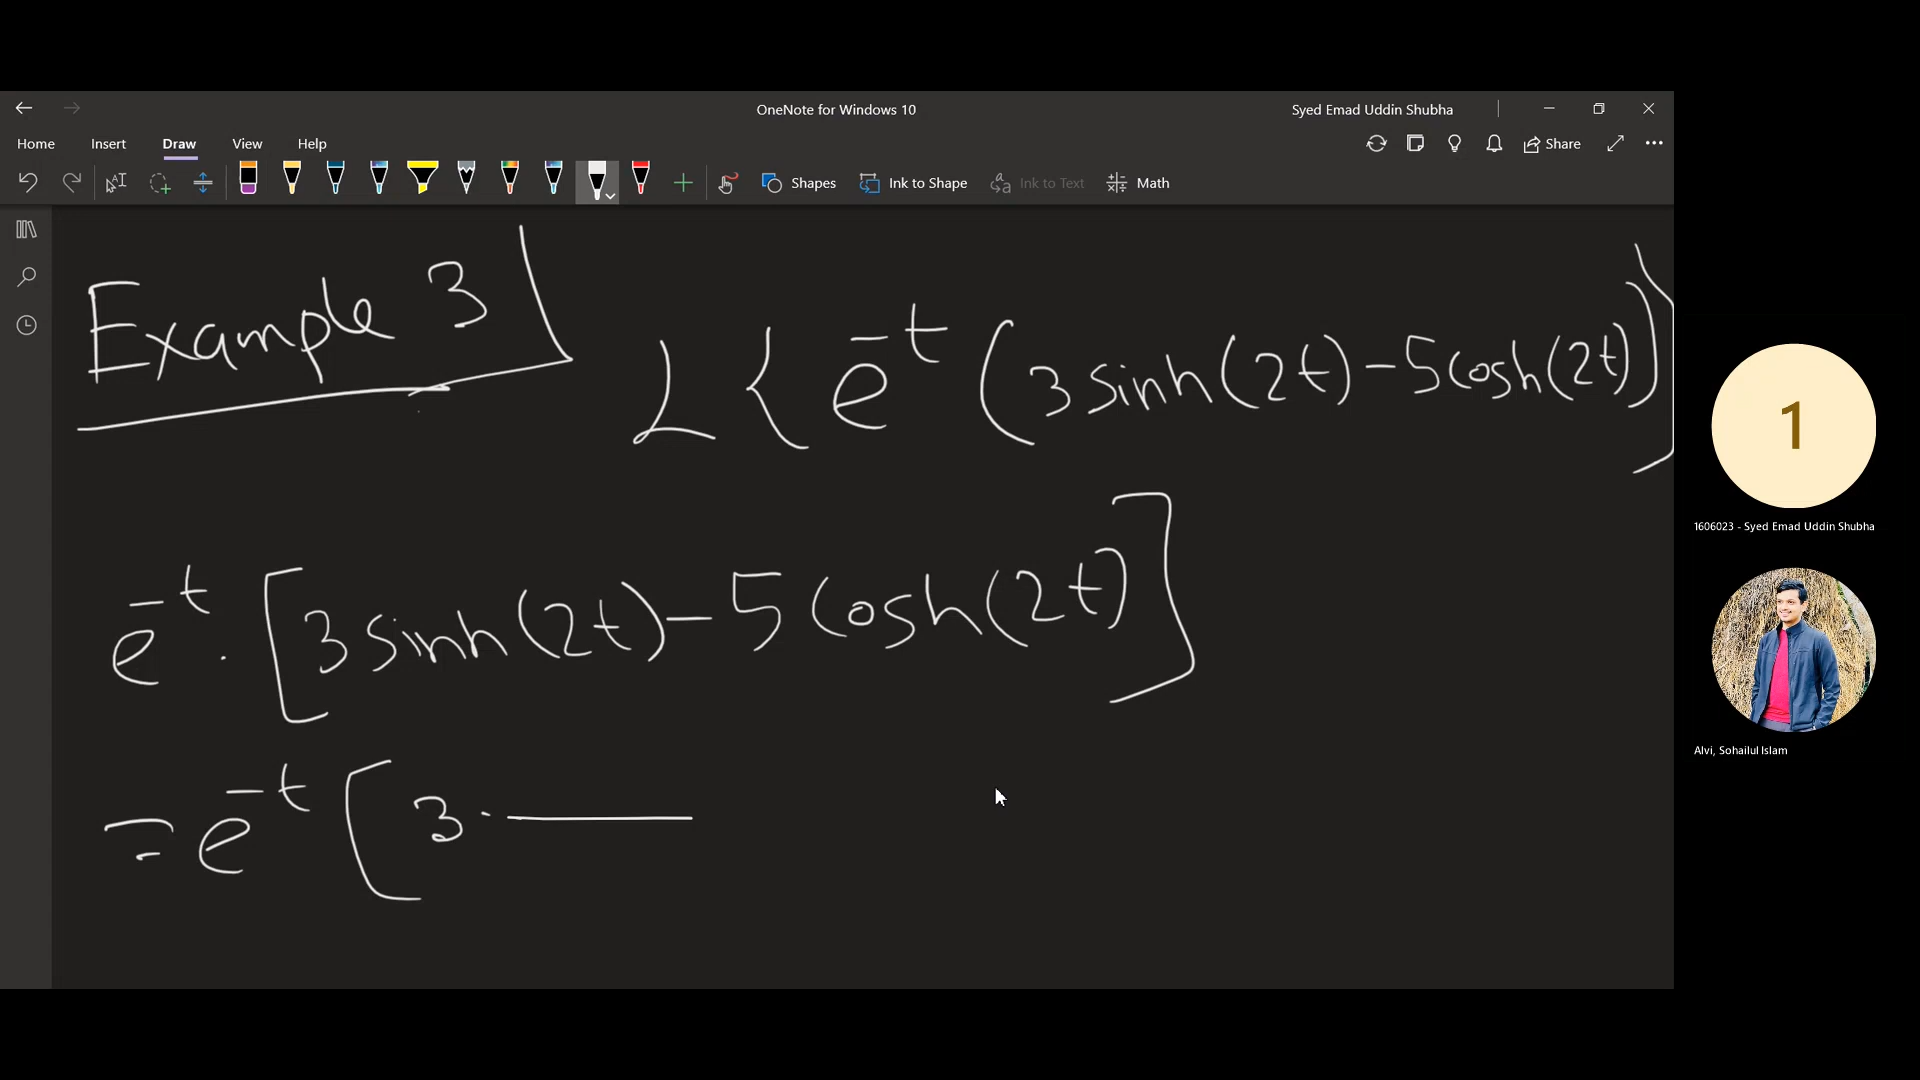 OneNote for Windows 10
Syed Emad Uddin Shubha
Home Insert Draw View Help
Share
Shapes Ink to Shape Ink to Text Math
Example 3
L { e^-t (3 sinh(2t) - 5 cosh(2t)) }
e^-t . [3 sinh(2t) - 5 cosh(2t)]
= e^-t [ 3 .
1
1606023 - Syed Emad Uddin Shubha
Alvi, Sohailul Islam